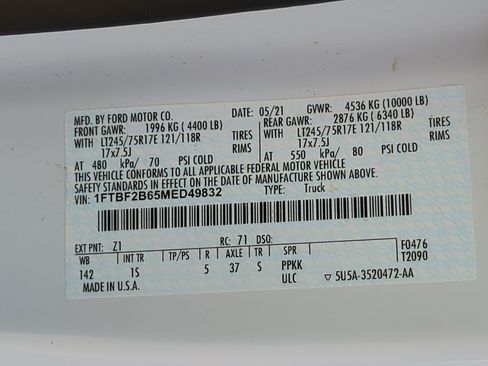 MFD. BY FORD MOTOR CO. DATE: 05/21 GVWR: 4536 KG (10000 LB)
FRONT GAWR: 1996 KG ( 4400 LB) REAR GAWR: 2876 KG ( 6340 LB)
WITH LT245/75R17E 121/118R TIRES WITH LT245/75R17E 121/118R TIRES
17x7.5J RIMS 17x7.5J RIMS
AT 480 kPa/ 70 PSI COLD AT 550 kPa/ 80 PSI COLD
THIS VEHICLE CONFORMS TO ALL APPLICABLE FEDERAL MOTOR VEHICLE
SAFETY STANDARDS IN EFFECT ON THE DATE OF MANUFACTURE SHOWN ABOVE.
VIN: 1FTBF2B65MED49832 TYPE: Truck
EXT PNT: Z1 RC: 71 DSO: F0476
WB INT TR TP/PS R AXLE TR SPR T2090
142 1S 5 37 S PPKK
MADE IN U.S.A. ULC ▽ 5U5A-3520472-AA